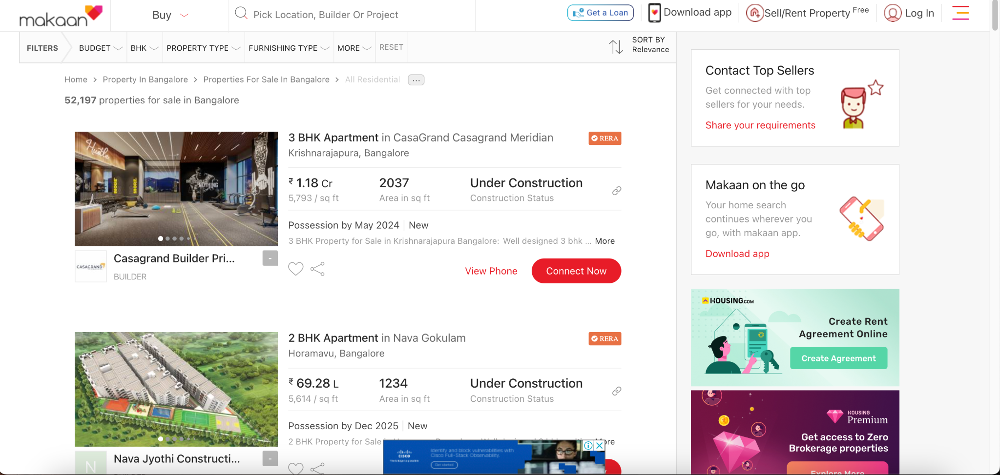 makaan
Buy
Pick Location, Builder Or Project
Get a Loan
Download app
Sell/Rent Property Free
Log In
FILTERS
BUDGET
BHK
PROPERTY TYPE
FURNISHING TYPE
MORE
RESET
SORT BY
Relevance
Home > Property In Bangalore > Properties For Sale In Bangalore > All Residential ...
52,197 properties for sale in Bangalore
Hustle
3 BHK Apartment in CasaGrand Casagrand Meridian
RERA
Krishnarajapura, Bangalore
₹ 1.18 Cr
5,793 / sq ft
2037
Area in sq ft
Under Construction
Construction Status
Possession by May 2024 | New
3 BHK Property for Sale in Krishnarajapura Bangalore: Well designed 3 bhk ... More
CASAGRAND
Casagrand Builder Pri...
-
BUILDER
View Phone
Connect Now
2 BHK Apartment in Nava Gokulam
RERA
Horamavu, Bangalore
₹ 69.28 L
5,614 / sq ft
1234
Area in sq ft
Under Construction
Construction Status
Possession by Dec 2025 | New
2 BHK Property for Sale
N
Nava Jyothi Constructi...
-
CISCO
The bridge to possible
Identify and block vulnerabilities with
Cisco Full-Stack Observability.
Get started
Contact Top Sellers
Get connected with top
sellers for your needs.
Share your requirements
Makaan on the go
Your home search
continues wherever you
go, with makaan app.
Download app
HOUSING.COM
Create Rent
Agreement Online
Create Agreement
HOUSING
Premium
Get access to Zero
Brokerage properties
Explore More